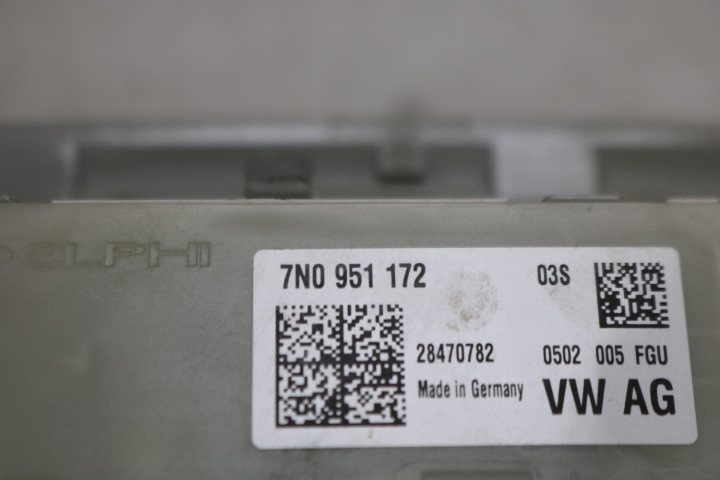 DELPHI
7N0 951 172 03S
28470782 0502 005 FGU
Made in Germany VW AG